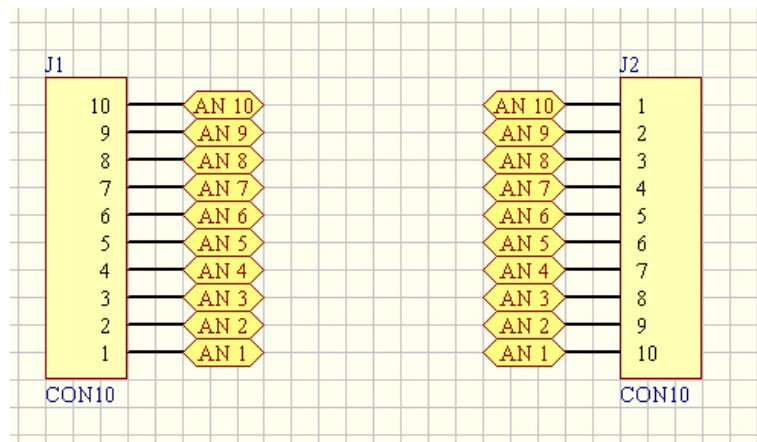 J1 J2
10 AN 10 AN 10 1
9 AN 9 AN 9 2
8 AN 8 AN 8 3
7 AN 7 AN 7 4
6 AN 6 AN 6 5
5 AN 5 AN 5 6
4 AN 4 AN 4 7
3 AN 3 AN 3 8
2 AN 2 AN 2 9
1 AN 1 AN 1 10
CON10 CON10